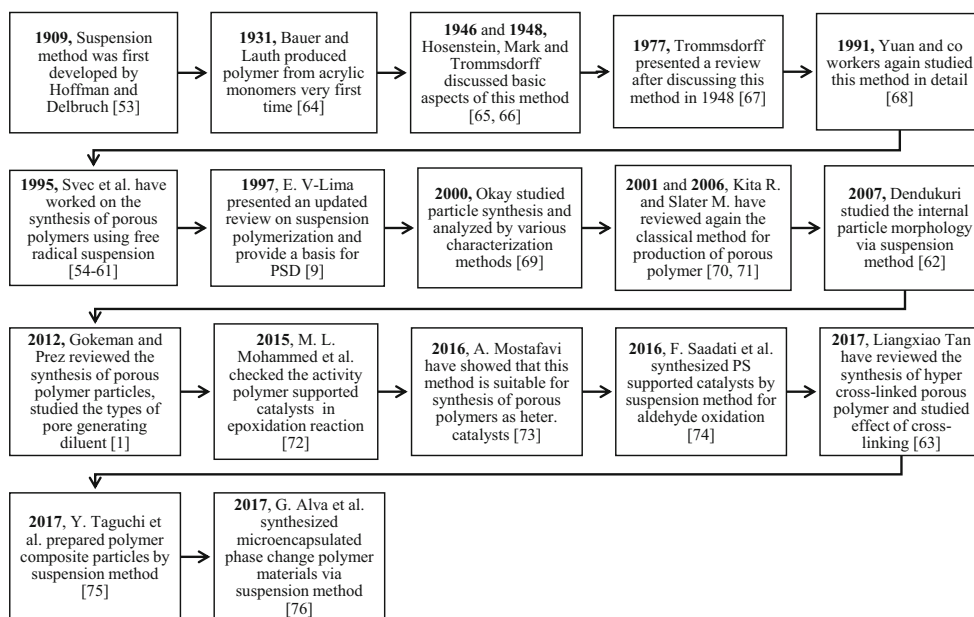 1909, Suspension
method was first
developed by
Hoffman and
Delbruch [53]
1931, Bauer and
Lauth produced
polymer from
acrylic
monomers very
first time [64]
1946 and 1948,
Hosenstein, Mark and
Trommsdorff
discussed basic
aspects of this method
[65, 66]
1977, Trommsdorff
presented a review
after discussing this
method in 1948 [67]
1991, Yuan and co
workers again studied
this method in detail
[68]
1995, Svec et al. have
worked on the
synthesis of porous
polymers using free
radical suspension
[54-61]
1997, E. V-Lima
presented an updated
review on suspension
polymerization and
provide a basis for
PSD [9]
2000, Okay studied
particle synthesis and
analyzed by various
characterization
methods [69]
2001 and 2006, Kita R.
and Slater M. have
reviewed again the
classical method for
production of porous
polymer [70, 71]
2007, Dendukuri
studied the internal
particle morphology
via suspension
method [62]
2012, Gokeman and
Prez reviewed the
synthesis of porous
polymer particles,
studied the types of
pore generating
diluent [1]
2015, M. L.
Mohammed et al.
checked the activity
polymer supported
catalysts in
epoxidation reaction
[72]
2016, A. Mostafavi
have showed that this
method is suitable for
synthesis of porous
polymers as heter.
catalysts [73]
2016, F. Saadati et al.
synthesized PS
supported catalysts by
suspension method for
aldehyde oxidation
[74]
2017, Liangxiao Tan
have reviewed the
synthesis of hyper
cross-linked porous
polymer and studied
effect of cross-
linking [63]
2017, Y. Taguchi et
al. prepared polymer
composite particles by
suspension method
[75]
2017, G. Alva et al.
synthesized
microencapsulated
phase change polymer
materials via
suspension method
[76]